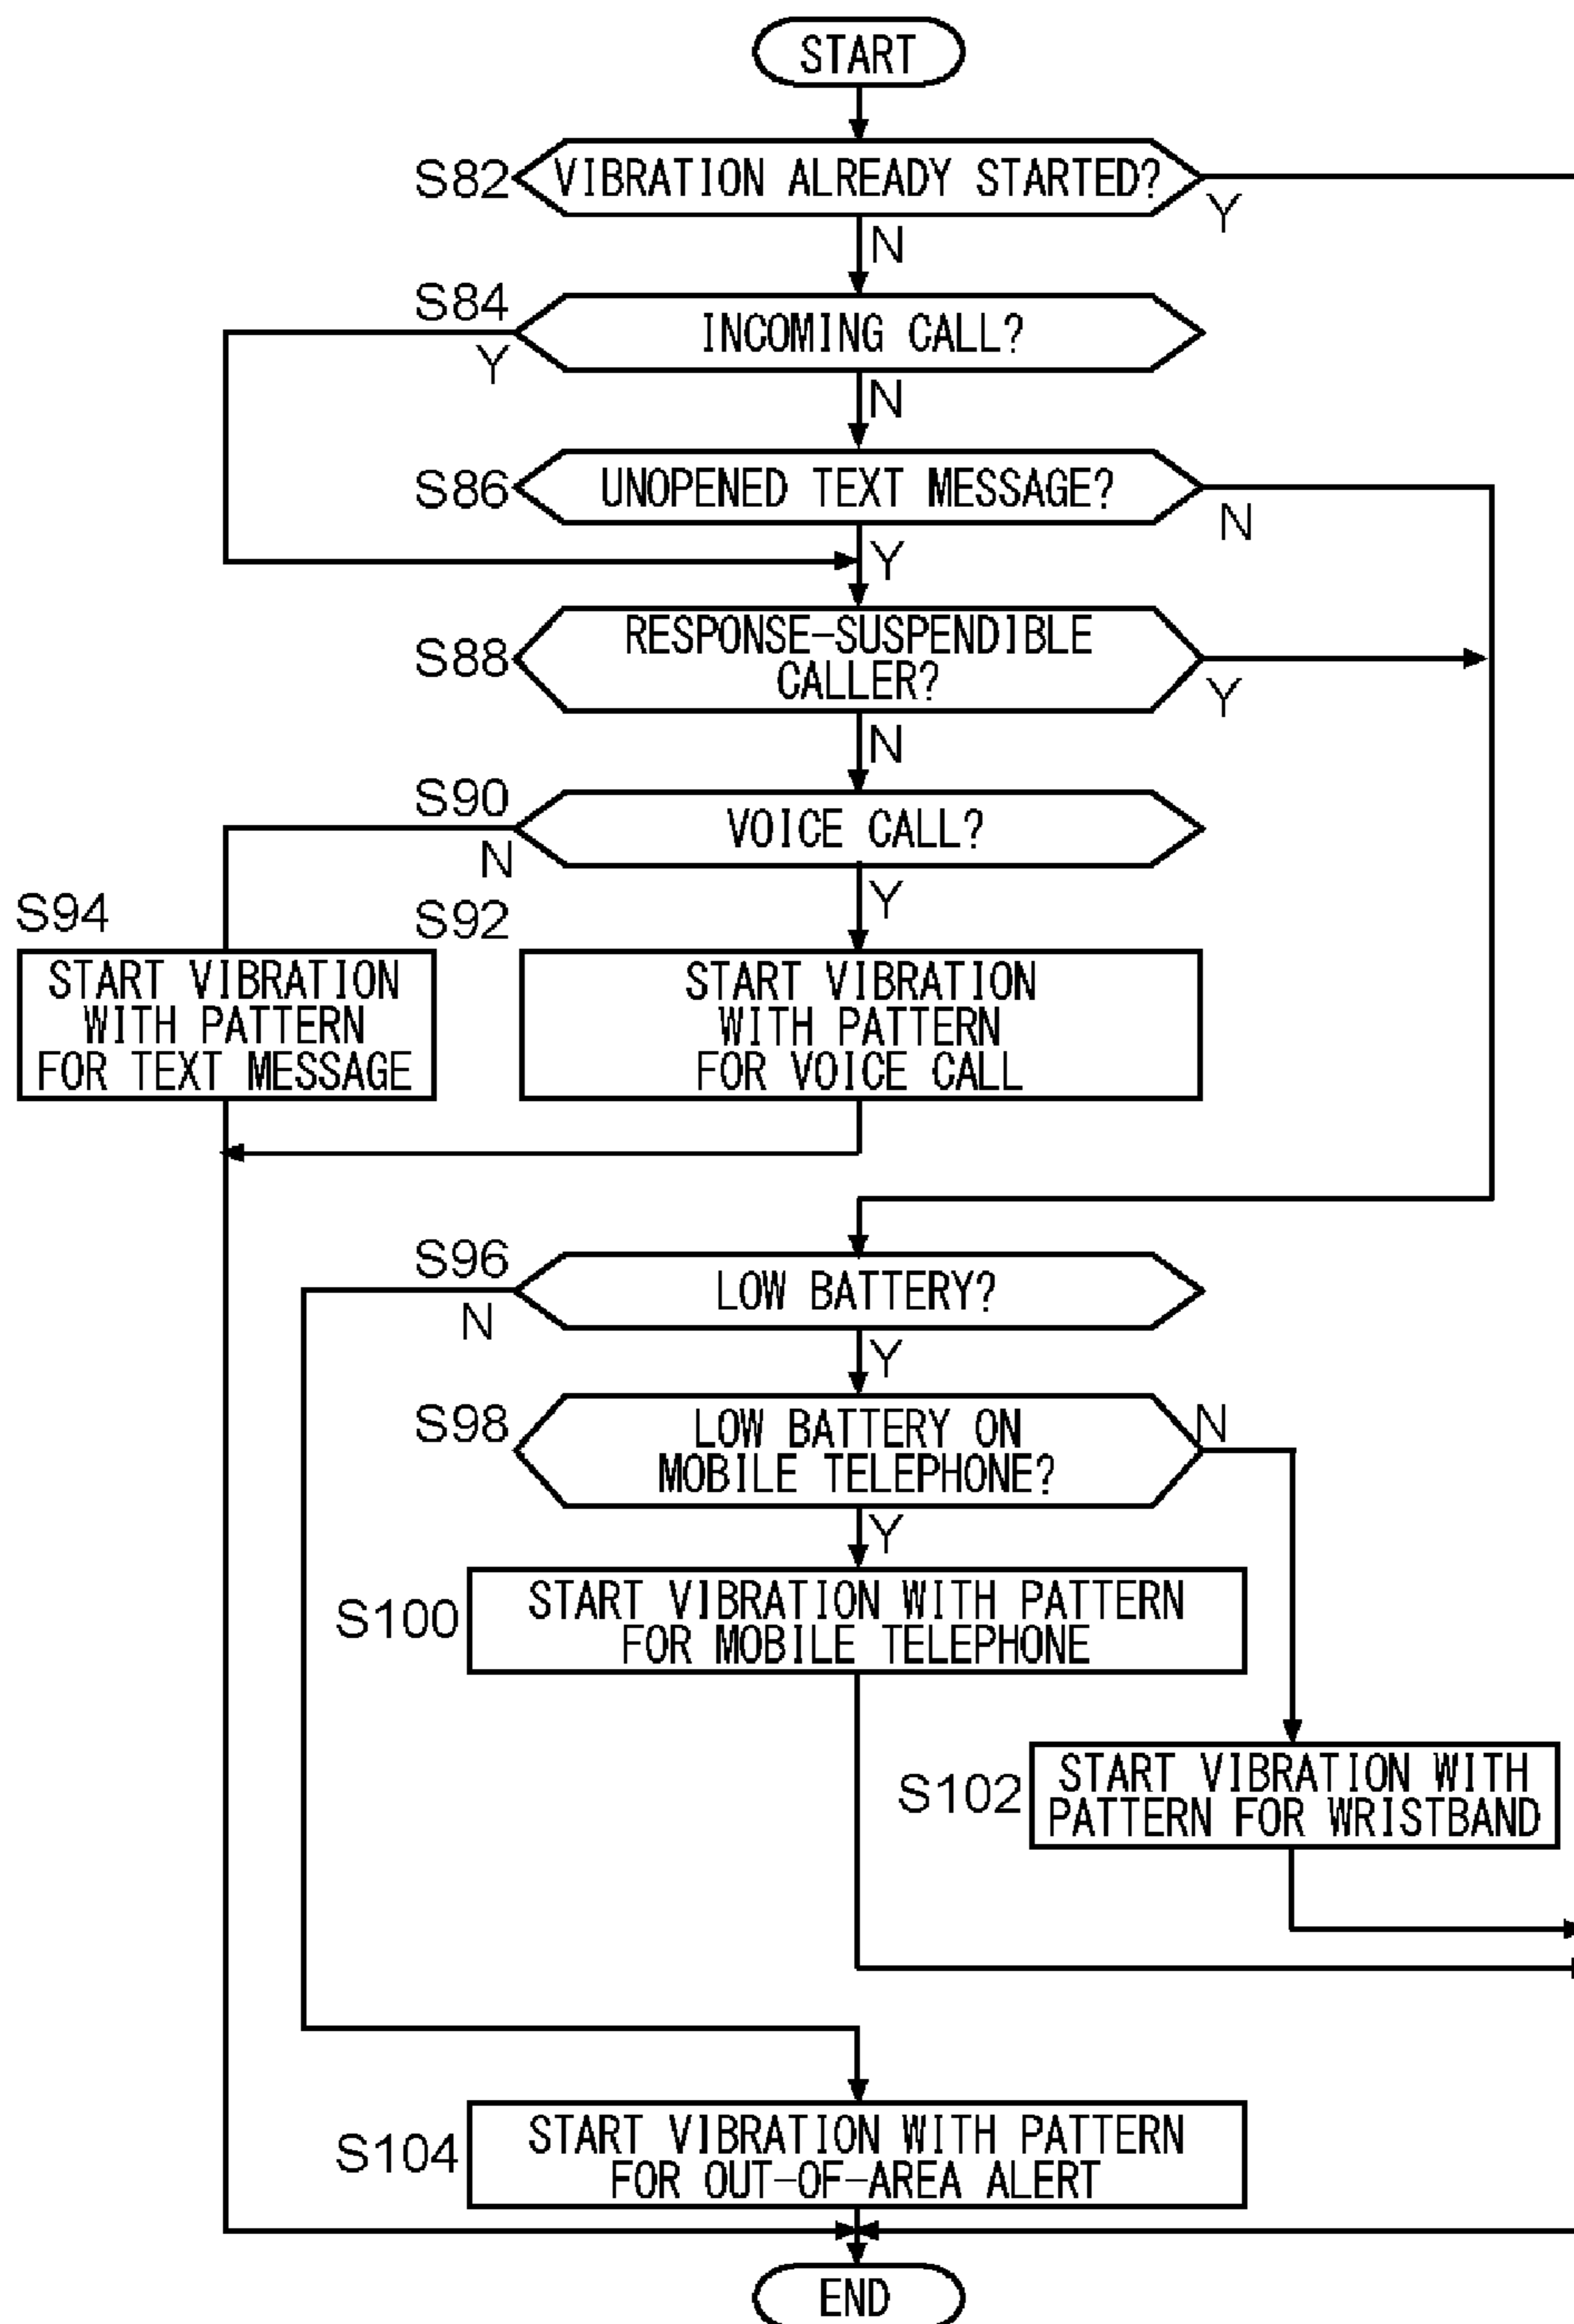 START
S82
VIBRATION ALREADY STARTED?
Y
N
S84
INCOMING CALL?
Y
N
S86
UNOPENED TEXT MESSAGE?
N
Y
S88
RESPONSE-SUSPENDIBLE
CALLER?
Y
N
S90
VOICE CALL?
N
Y
S94
START VIBRATION
WITH PATTERN
FOR TEXT MESSAGE
S92
START VIBRATION
WITH PATTERN
FOR VOICE CALL
S96
LOW BATTERY?
N
Y
S98
LOW BATTERY ON
MOBILE TELEPHONE?
N
Y
S100
START VIBRATION WITH PATTERN
FOR MOBILE TELEPHONE
S102
START VIBRATION WITH
PATTERN FOR WRISTBAND
S104
START VIBRATION WITH PATTERN
FOR OUT-OF-AREA ALERT
END